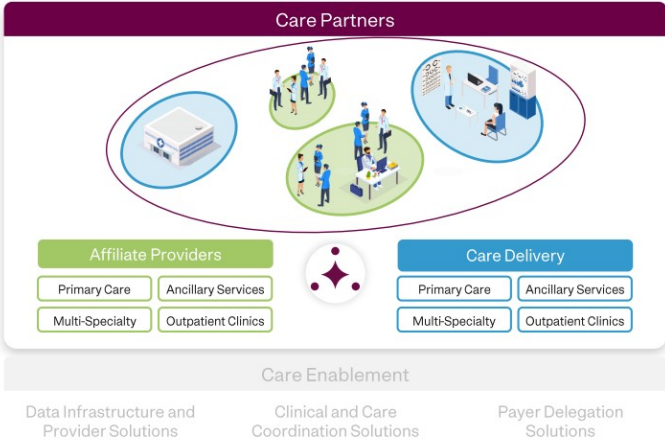 Care Partners
Affiliate Providers
Primary Care
Ancillary Services
Multi-Specialty
Outpatient Clinics
Care Delivery
Primary Care
Ancillary Services
Multi-Specialty
Outpatient Clinics
Care Enablement
Data Infrastructure and
Provider Solutions
Clinical and Care
Coordination Solutions
Payer Delegation
Solutions